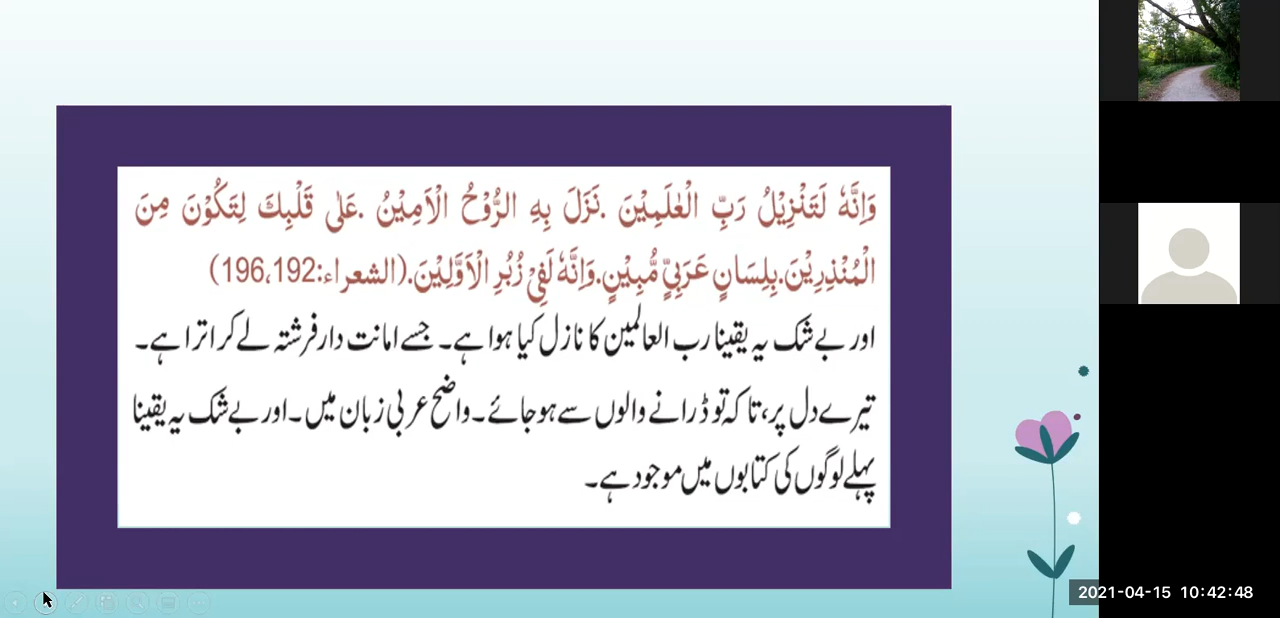 وَاِنَّهٗ لَتَنْزِيْلُ رَبِّ الْعٰلَمِيْنَ .نَزَلَ بِهِ الرُّوْحُ الْاَمِيْنُ .عَلٰى قَلْبِكَ لِتَكُوْنَ مِنَ
الْمُنْذِرِيْنَ.بِلِسَانٍ عَرَبِيٍّ مُّبِيْنٍ.وَاِنَّهٗ لَفِيْ زُبُرِ الْاَوَّلِيْنَ.(الشعراء:196،192)
اور بے شک یہ یقینا رب العالمین کا نازل کیا ہوا ہے۔ جسے امانت دار فرشتہ لے کر اترا ہے۔
تیرے دل پر، تا کہ تو ڈرانے والوں سے ہو جائے۔ واضح عربی زبان میں۔ اور بے شک یہ یقینا
پہلے لوگوں کی کتابوں میں موجود ہے۔
2021-04-15 10:42:48